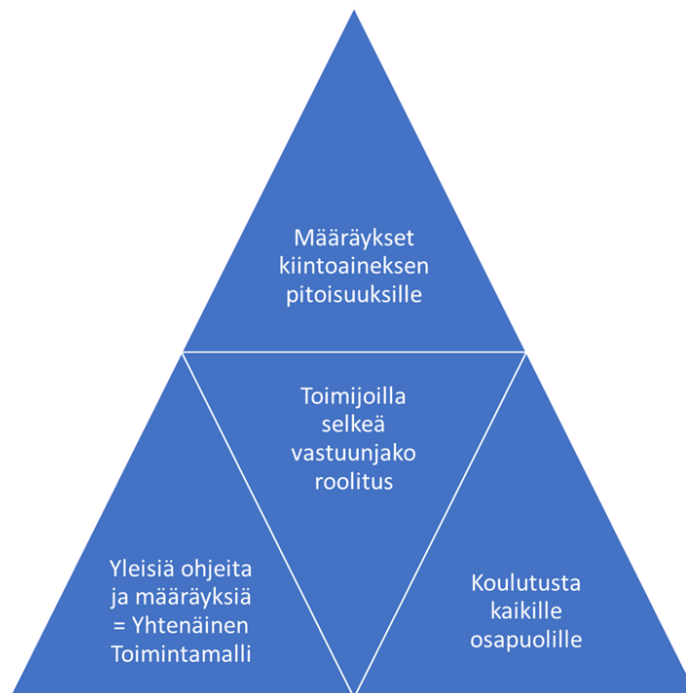 Määräykset
kiintoaineksen
pitoisuuksille
Toimijoilla
selkeä
vastuunjako
roolitus
Yleisiä ohjeita
ja määräyksiä
= Yhtenäinen
Toimintamalli
Koulutusta
kaikille
osapuolille